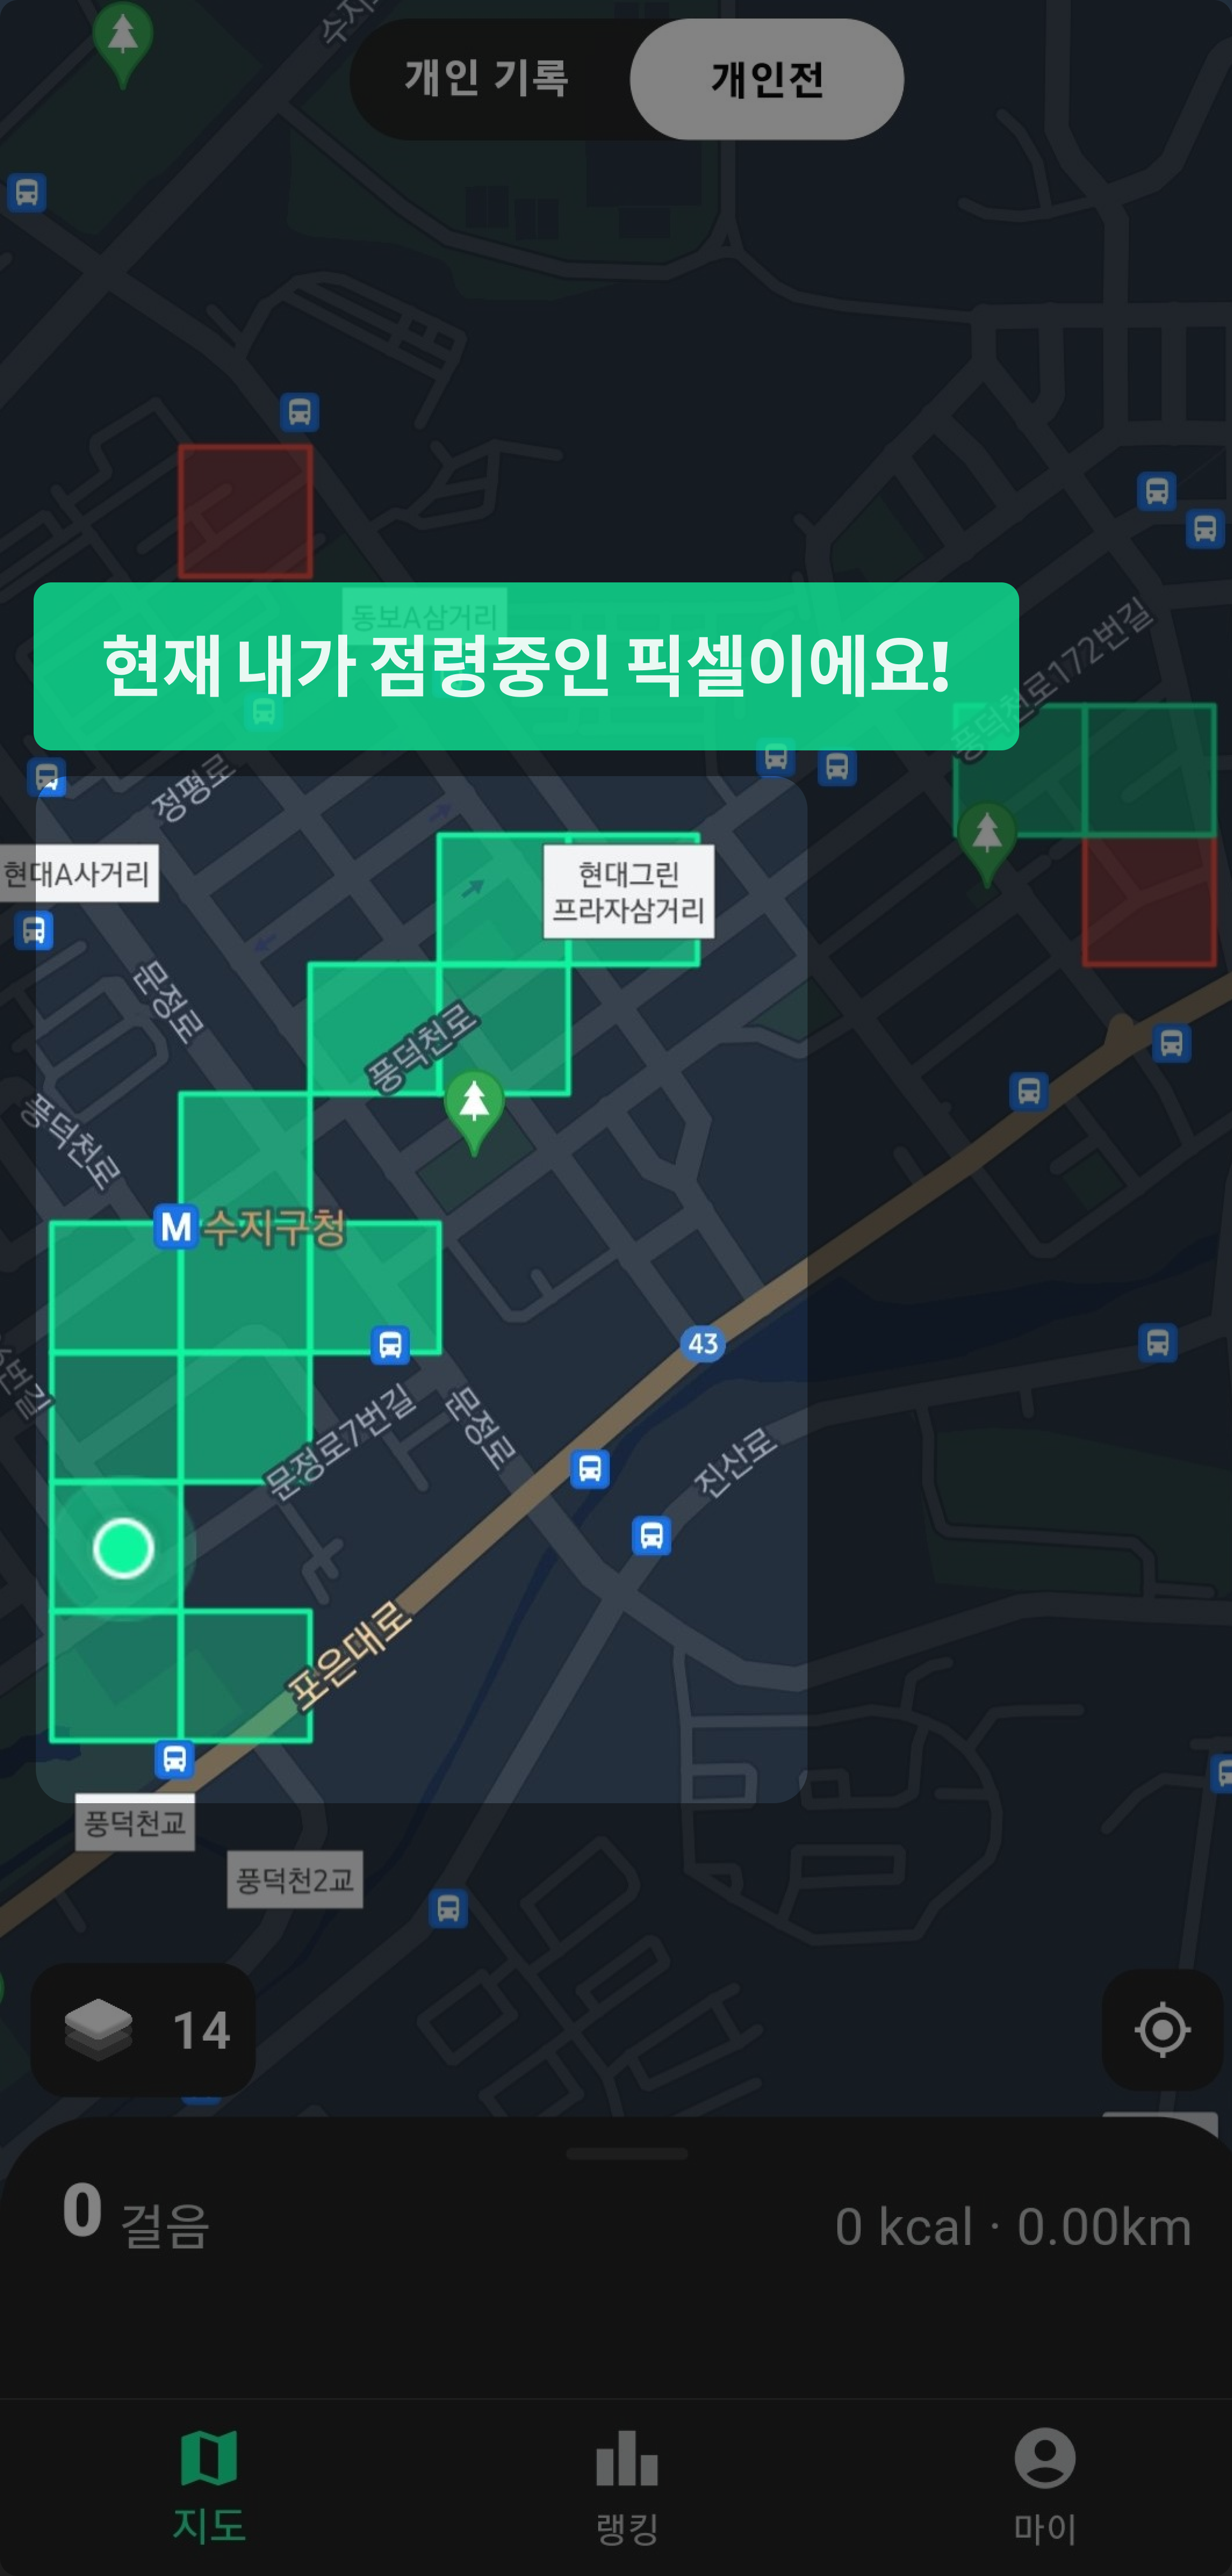 개인 기록
개인전
동보A삼거리
현재 내가 점령중인 픽셀이에요!
풍덕천로172번길
정평로
현대A사거리
현대그린
프라자삼거리
문정로
풍덕천로
풍덕천로
M 수지구청
43
문정로7번길
문정로
진산로
포은대로
풍덕천교
풍덕천2교
14
0 걸음
0 kcal · 0.00km
지도
랭킹
마이